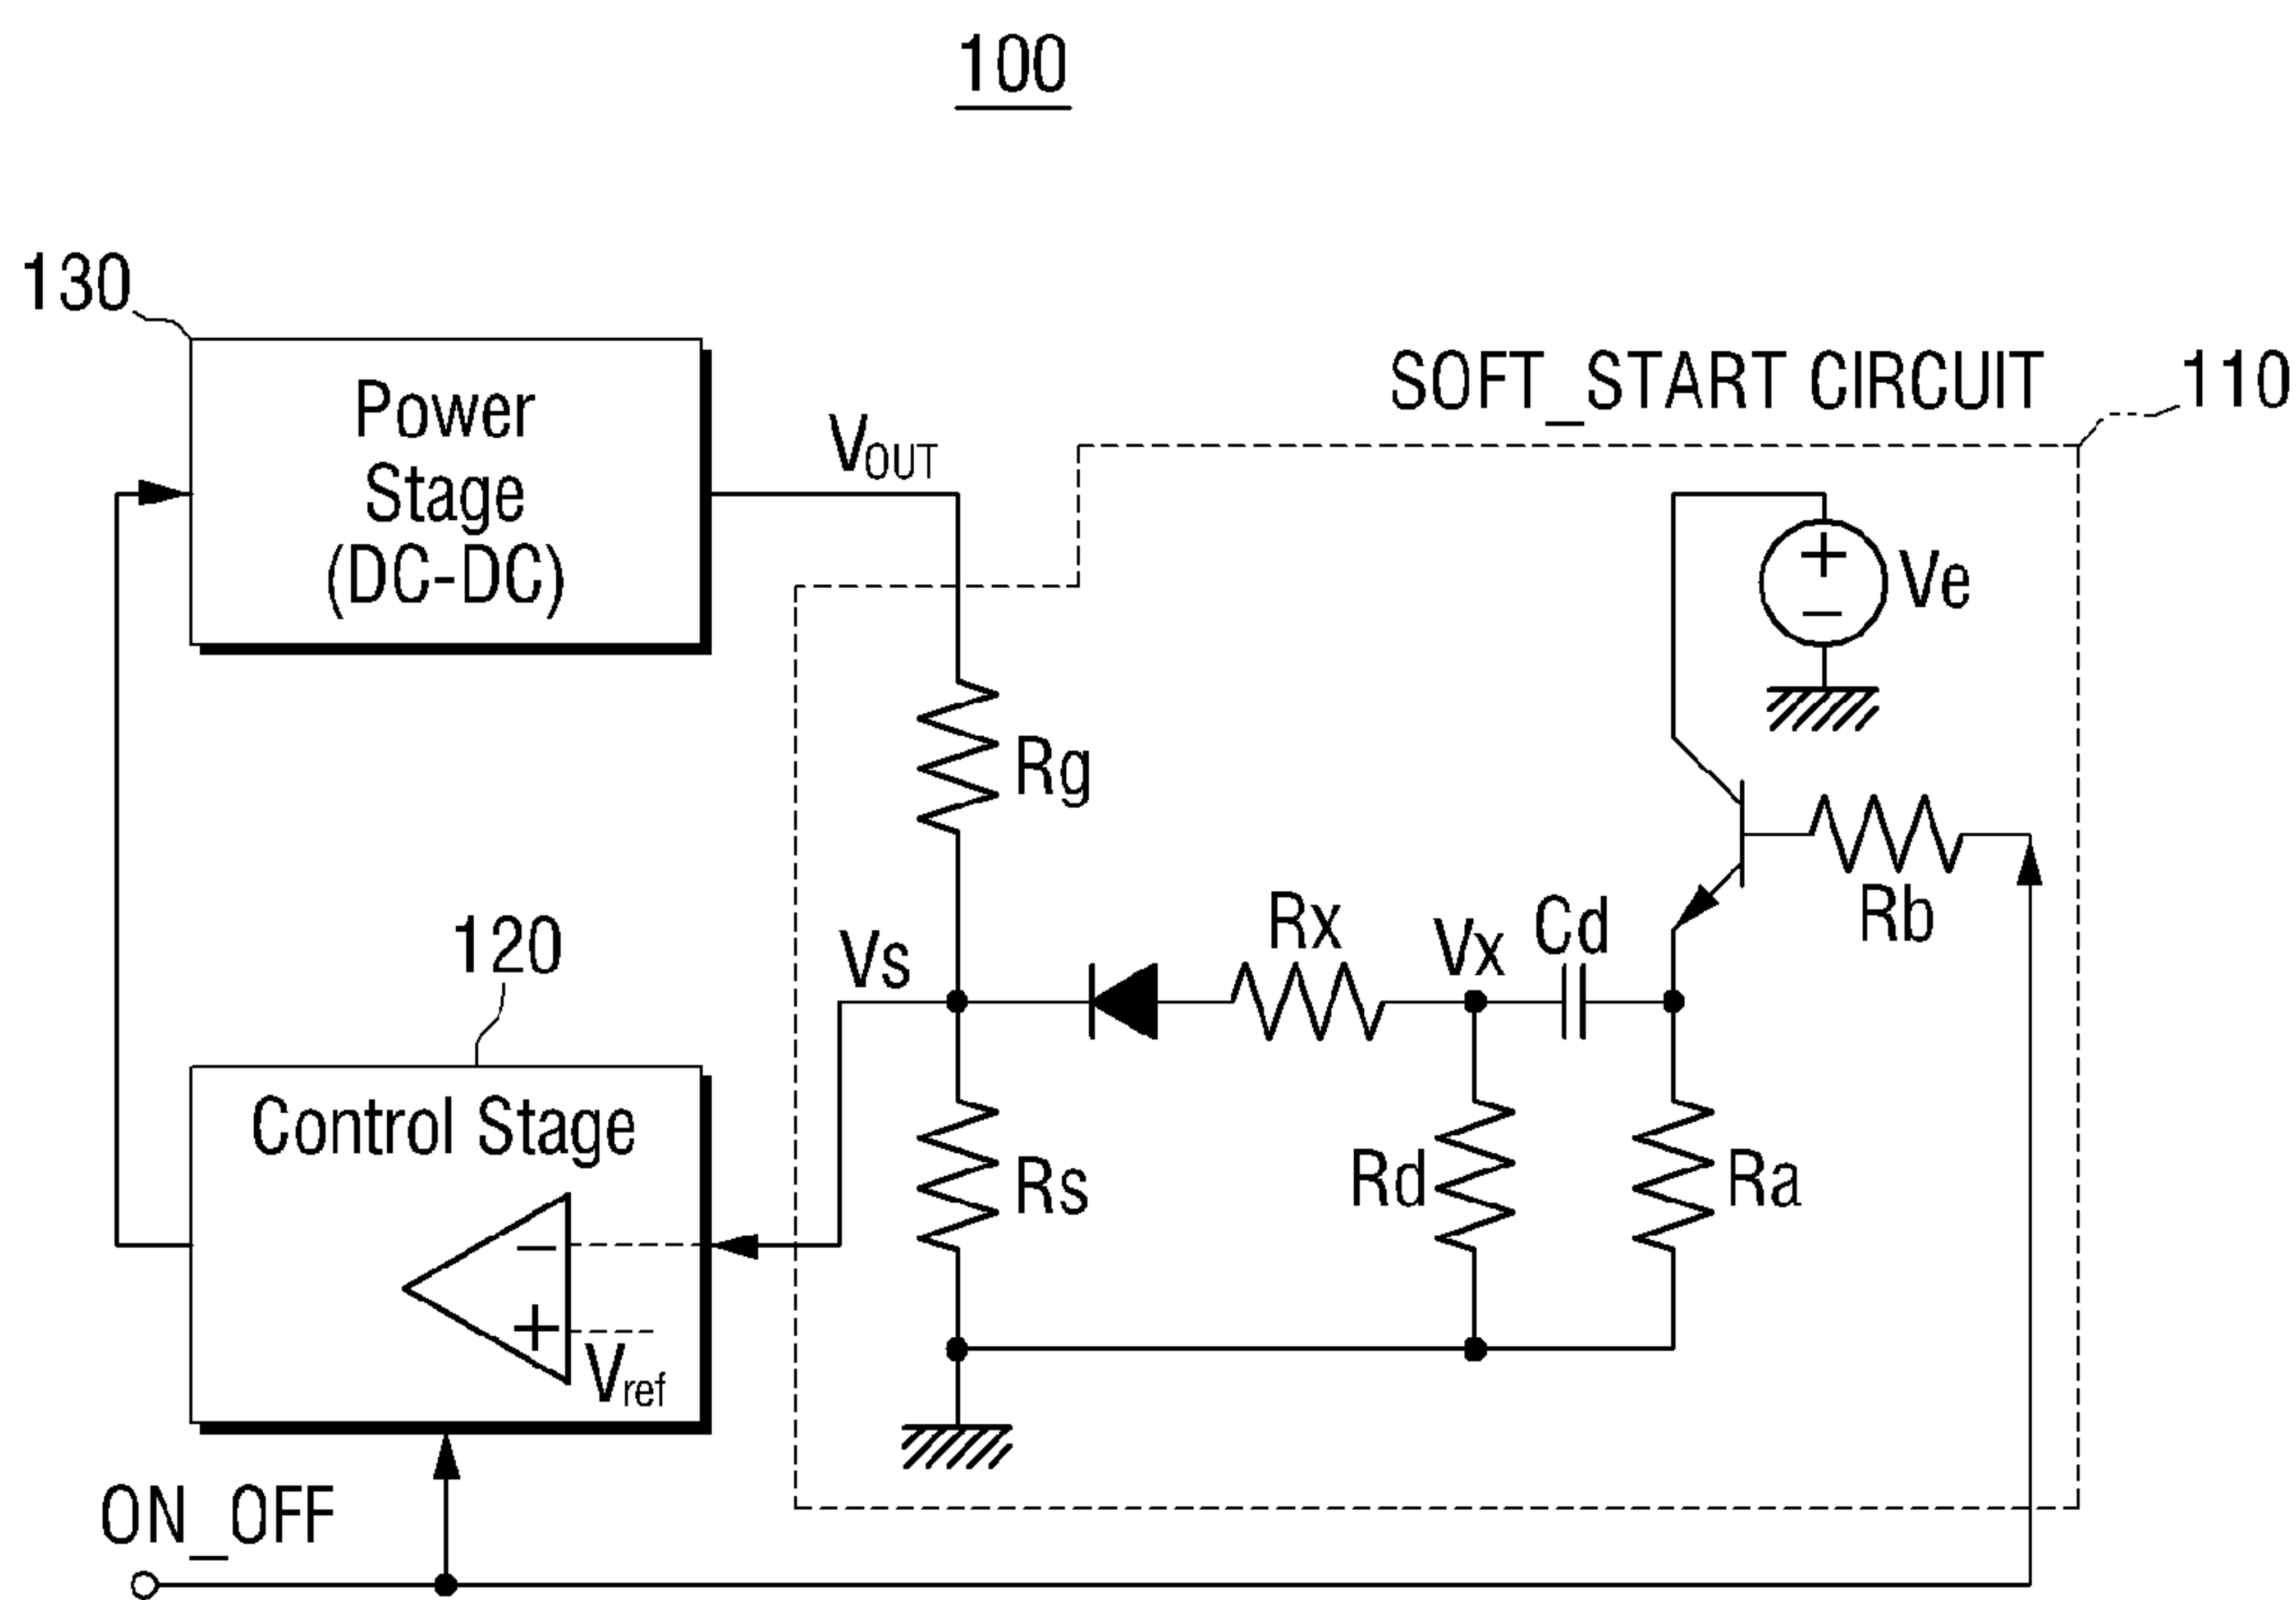 100
130
Power
Stage
(DC-DC)
V_OUT
SOFT_START CIRCUIT
110
+
−
Ve
Rg
Rb
120
Vs
Rx
Vx
Cd
Control Stage
−
+
Vref
Rs
Rd
Ra
ON_OFF